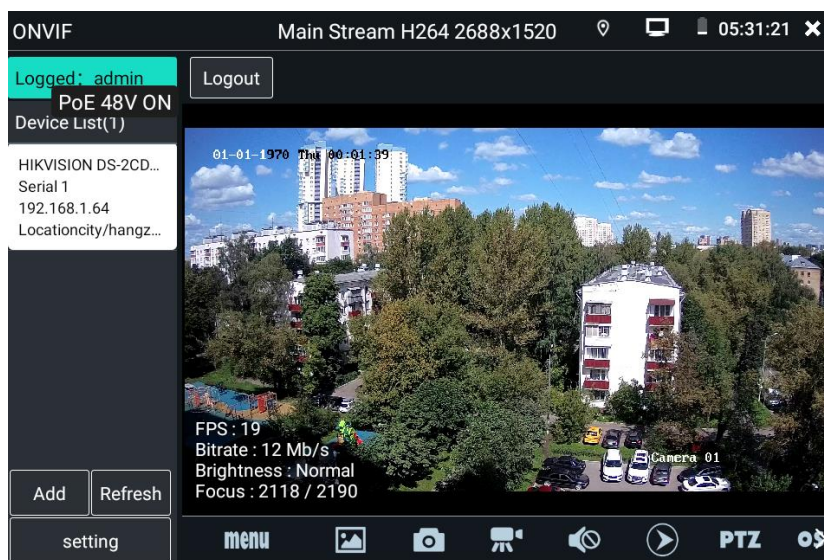 ONVIF
Main Stream H264 2688x1520
05:31:21
Logged: admin
Logout
PoE 48V ON
Device List(1)
HIKVISION DS-2CD...
Serial 1
192.168.1.64
Locationcity/hangz...
01-01-1970 Thu 00:01:39
FPS : 19
Bitrate : 12 Mb/s
Brightness : Normal
Focus : 2118 / 2190
Camera 01
Add
Refresh
setting
menu
PTZ